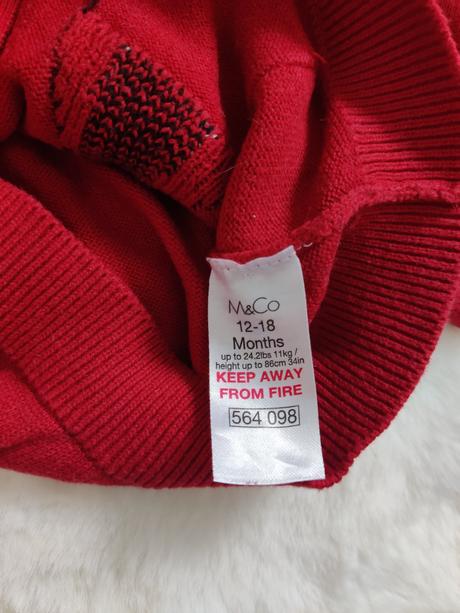 M&Co
12-18
Months
up to 24.2lbs 11kg /
height up to 86cm 34in
KEEP AWAY
FROM FIRE
564 098